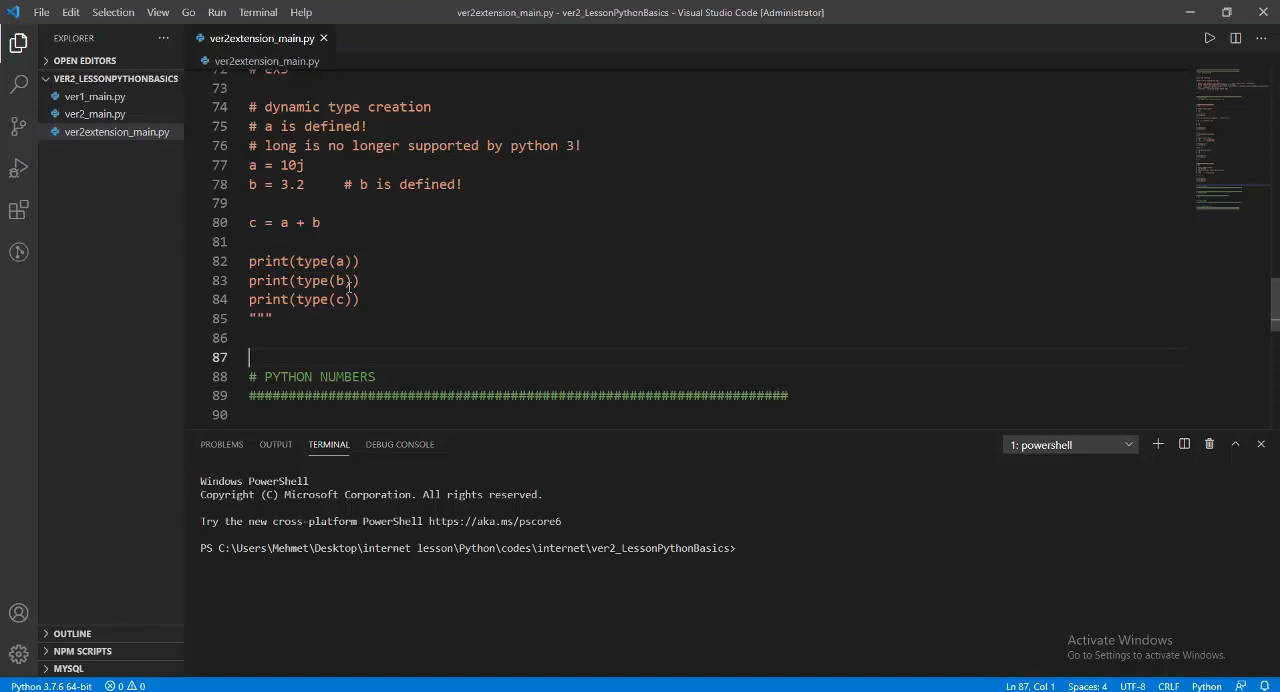 File Edit Selection View Go Run Terminal Help
ver2extension_main.py - ver2_LessonPythonBasics - Visual Studio Code [Administrator]
EXPLORER
OPEN EDITORS
VER2_LESSONPYTHONBASICS
ver1_main.py
ver2_main.py
ver2extension_main.py
OUTLINE
NPM SCRIPTS
MYSQL
ver2extension_main.py
ver2extension_main.py
72 # ex3
73
74 # dynamic type creation
75 # a is defined!
76 # long is no longer supported by python 3!
77 a = 10j
78 b = 3.2     # b is defined!
79
80 c = a + b
81
82 print(type(a))
83 print(type(b))
84 print(type(c))
85 """
86
87
88 # PYTHON NUMBERS
89 ####################################################################
90
PROBLEMS OUTPUT TERMINAL DEBUG CONSOLE
1: powershell
Windows PowerShell
Copyright (C) Microsoft Corporation. All rights reserved.
Try the new cross-platform PowerShell https://aka.ms/pscore6
PS C:\Users\Mehmet\Desktop\internet lesson\Python\codes\internet\ver2_LessonPythonBasics>
Activate Windows
Go to Settings to activate Windows.
Python 3.7.6 64-bit 0 0 Ln 87, Col 1 Spaces: 4 UTF-8 CRLF Python